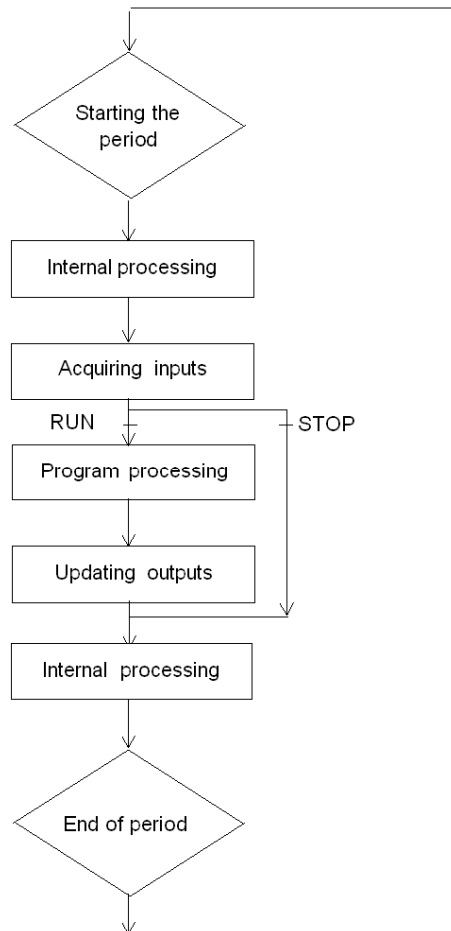 Starting the
period
Internal processing
Acquiring inputs
RUN
STOP
Program processing
Updating outputs
Internal processing
End of period